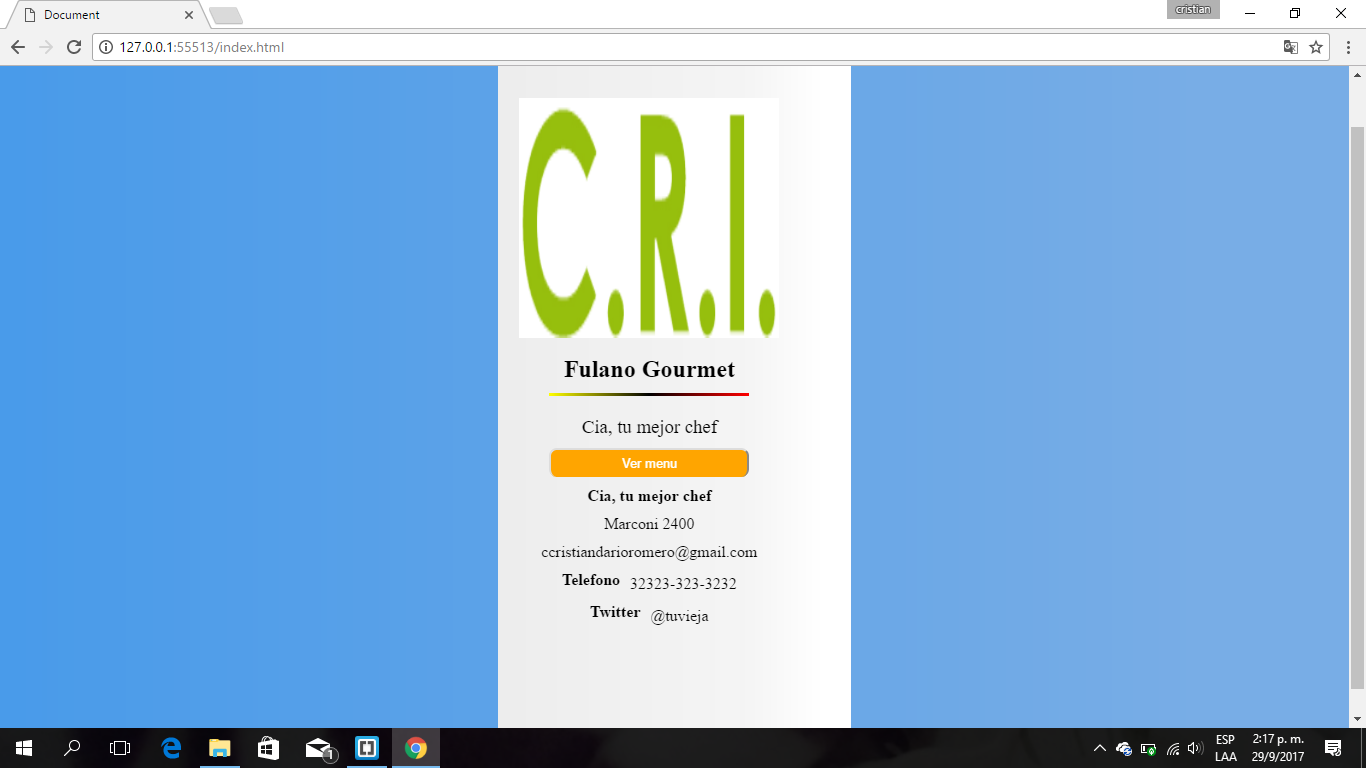 Document
cristian
127.0.0.1:55513/index.html
C.R.I.
Fulano Gourmet
Cia, tu mejor chef
Ver menu
Cia, tu mejor chef
Marconi 2400
ccristiandarioromero@gmail.com
Telefono 32323-323-3232
Twitter @tuvieja
1
ESP 2:17 p. m.
LAA 29/9/2017